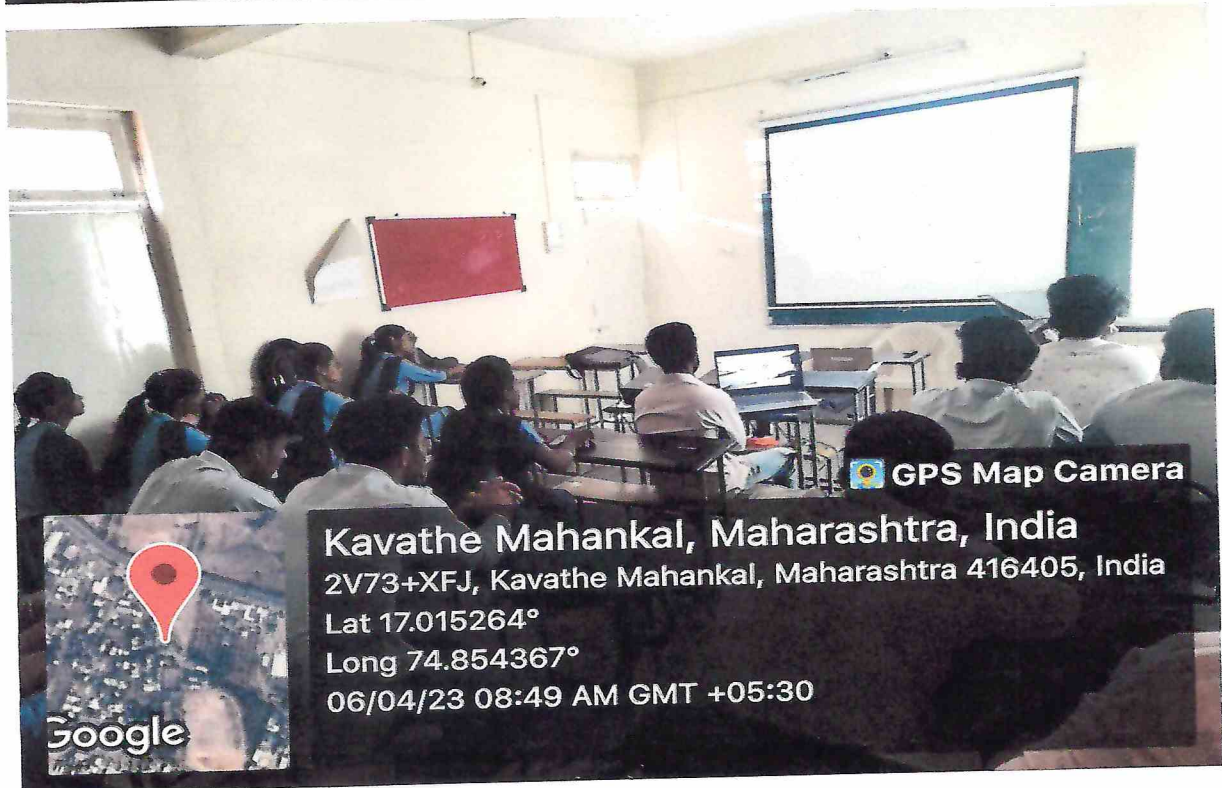 GPS Map Camera
Kavathe Mahankal, Maharashtra, India
2V73+XFJ, Kavathe Mahankal, Maharashtra 416405, India
Lat 17.015264°
Long 74.854367°
06/04/23 08:49 AM GMT +05:30
Google